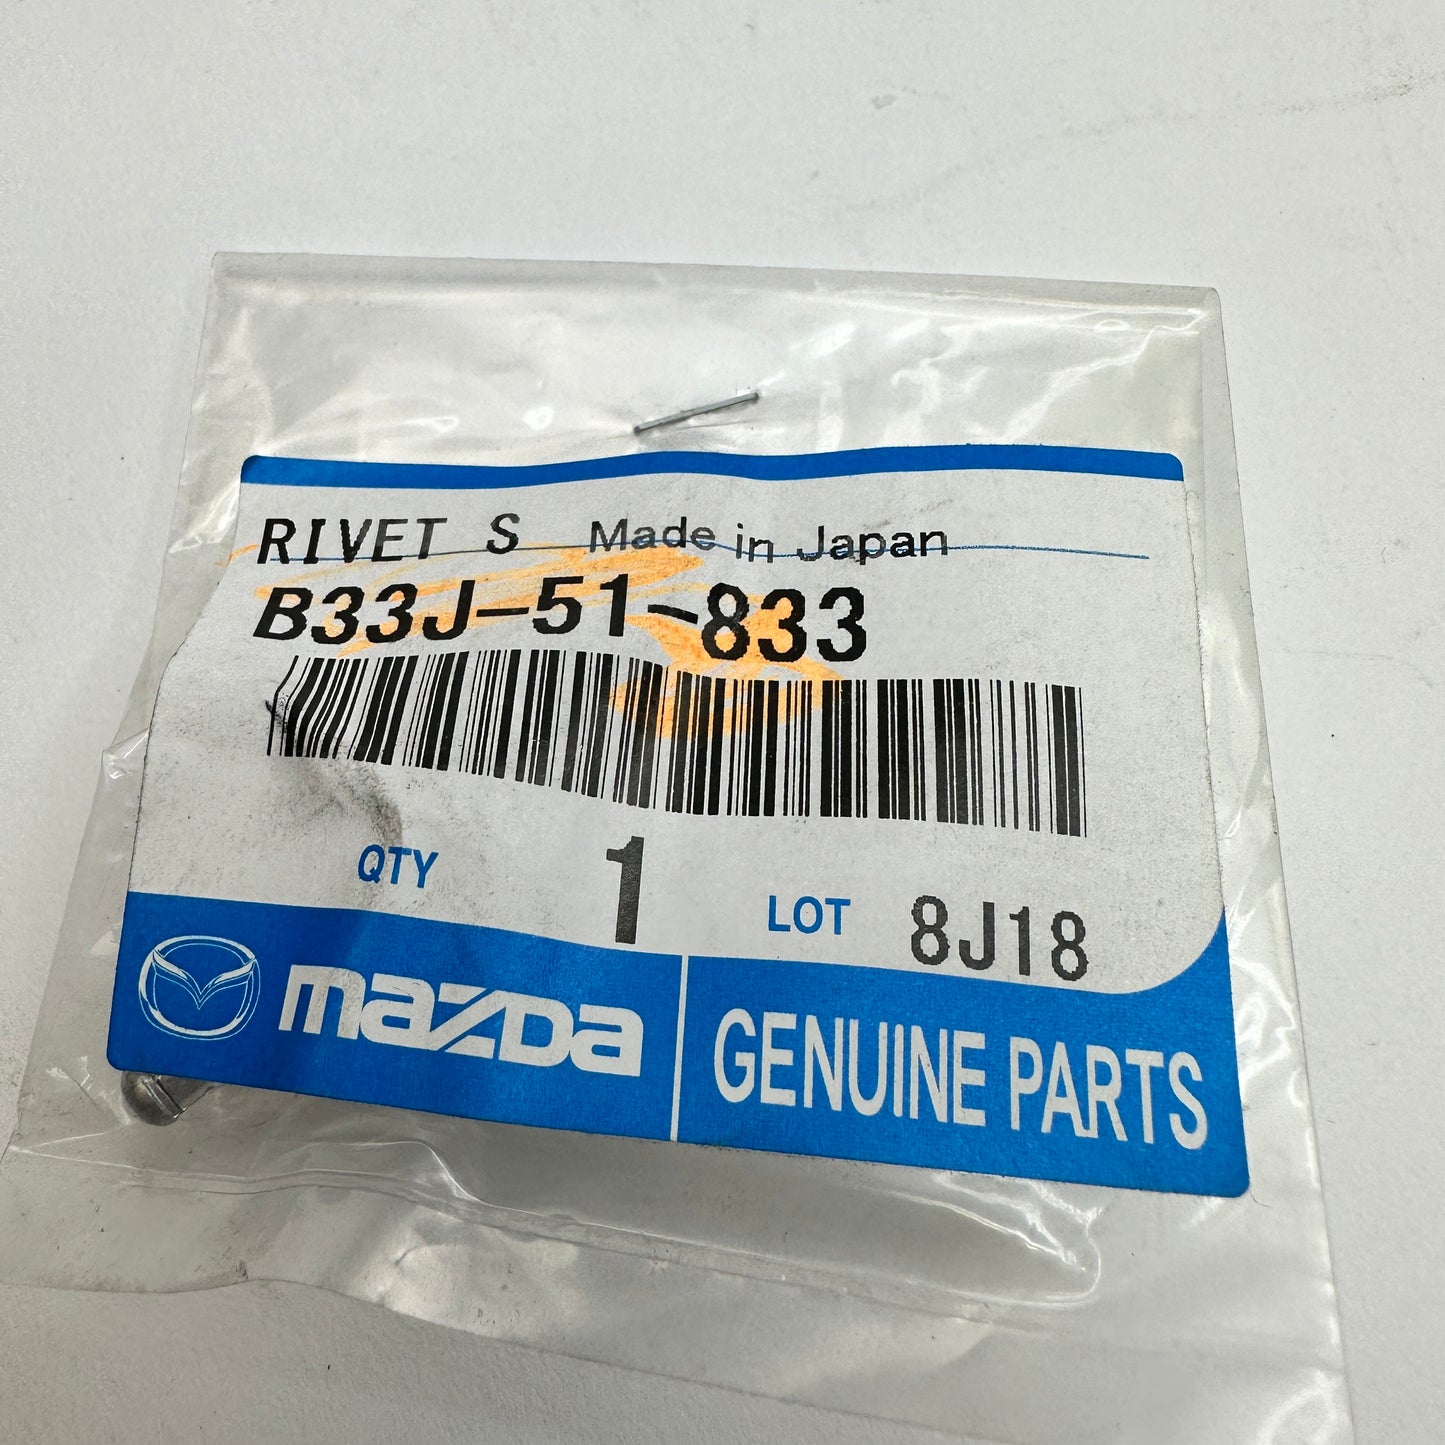 RIVET S Made in Japan
B33J-51-833
QTY 1 LOT 8J18
mazda GENUINE PARTS